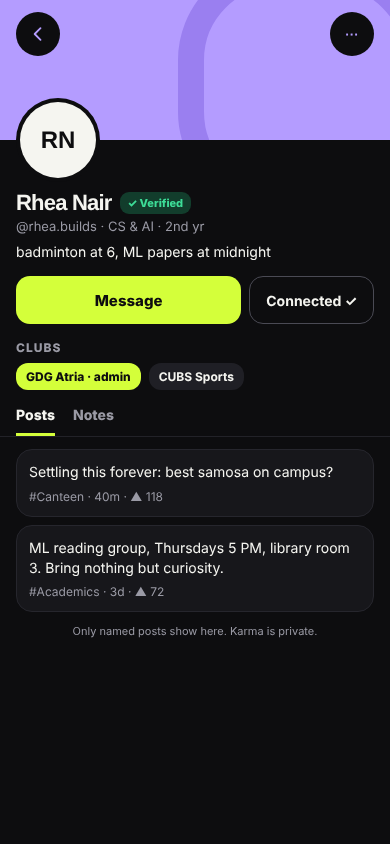 RN
Rhea Nair ✓ Verified
@rhea.builds · CS & AI · 2nd yr
badminton at 6, ML papers at midnight
Message Connected ✓
CLUBS
GDG Atria · admin CUBS Sports
Posts Notes
Settling this forever: best samosa on campus?
#Canteen · 40m · ▲ 118
ML reading group, Thursdays 5 PM, library room
3. Bring nothing but curiosity.
#Academics · 3d · ▲ 72
Only named posts show here. Karma is private.